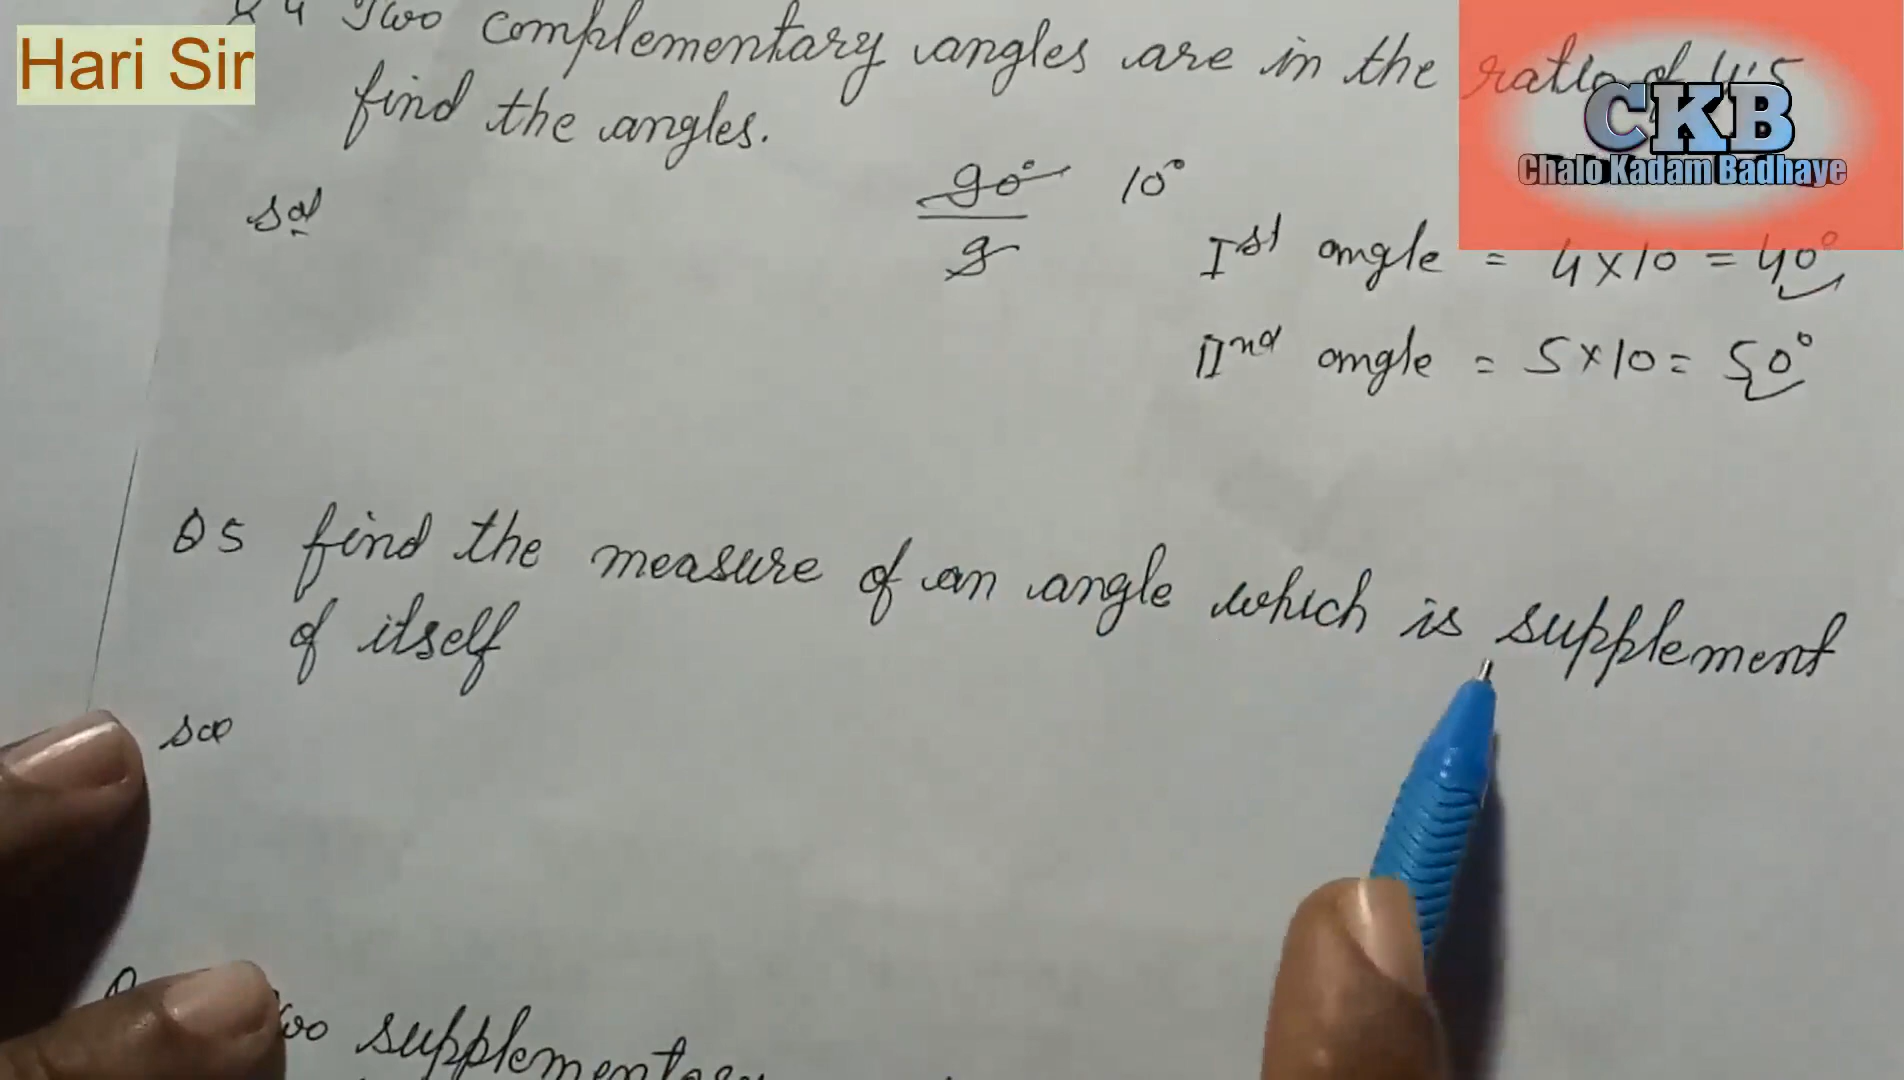 Hari Sir
Two complementary angles are in the ratio of 4:5
find the angles.
CKB
Chalo Kadam Badhaye
sol
90° 10°
9
Ist angle = 4×10 = 40°
IInd angle = 5×10 = 50°
Q5 find the measure of an angle which is supplement
of itself
sol
supplementary